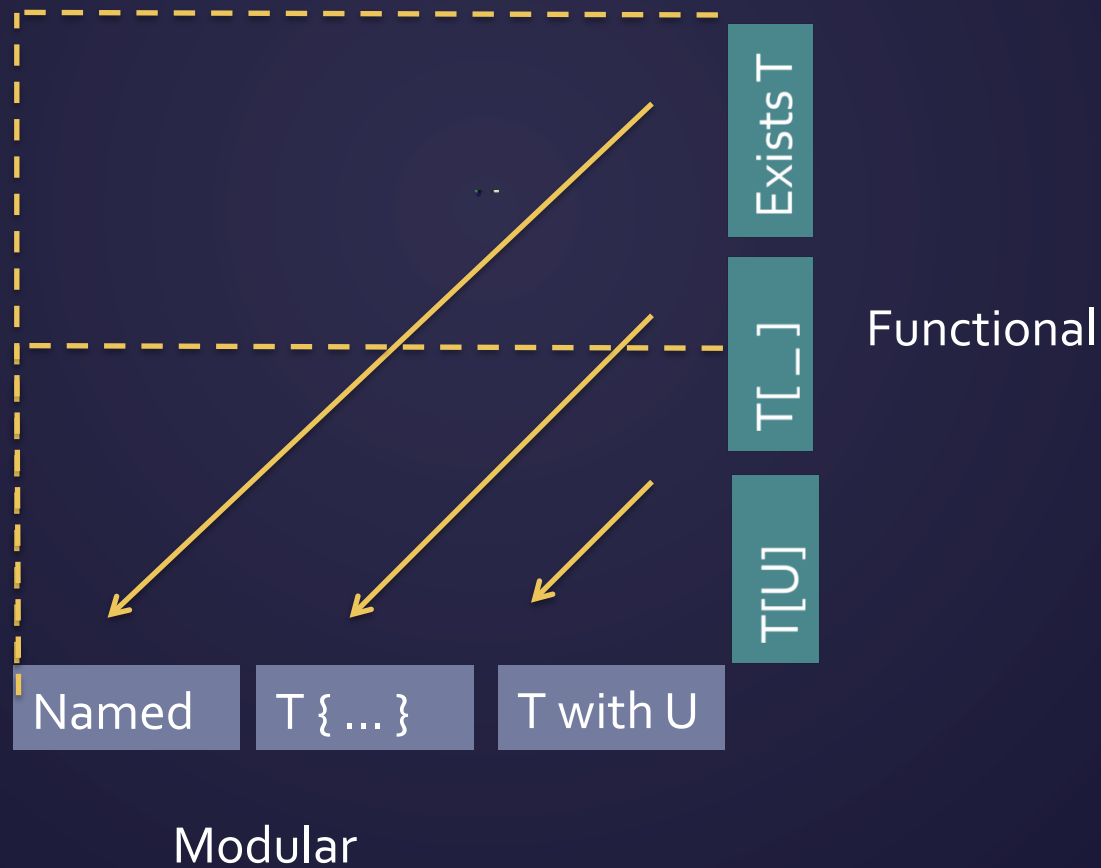 Exists T
T[_]
Functional
T[U]
Named
T { … }
T with U
Modular